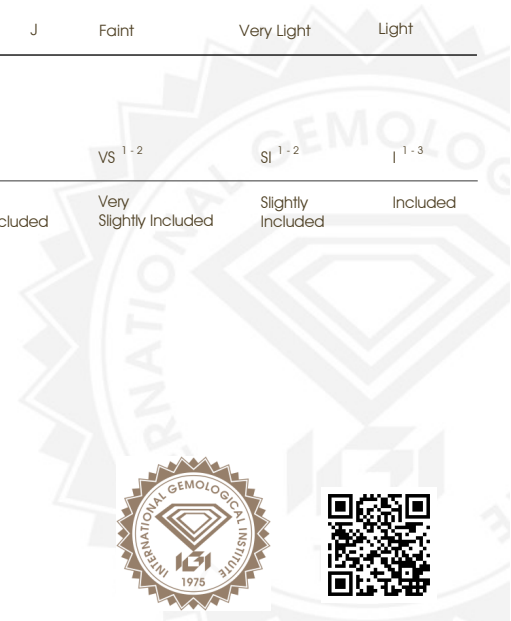 J Faint Very Light Light
VS 1 - 2 SI 1 - 2 I 1 - 3
Very Slightly Included
cluded Slightly Included Included
INTERNATIONAL GEMOLOGICAL INSTITUTE
IGI
1975